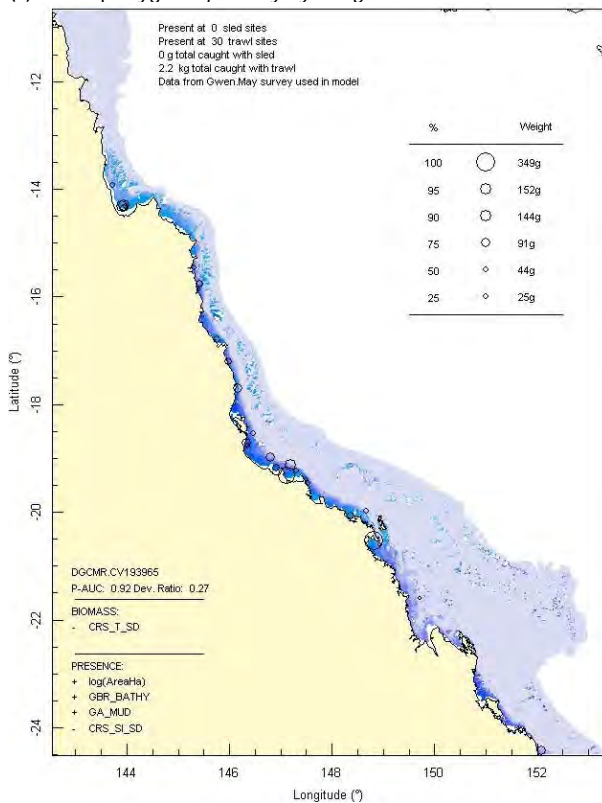 Present at 0 sled sites
Present at 30 trawl sites
0 g total caught with sled
2.2 kg total caught with trawl
Data from Gwen.May survey used in model
% Weight
100 349g
95 152g
90 144g
75 91g
50 44g
25 25g
-12
-14
-16
-18
-20
-22
-24
Latitude (°)
DGCMR.CV193965
P-AUC: 0.92 Dev. Ratio: 0.27
BIOMASS:
- CRS_T_SD
PRESENCE:
+ log(AreaHa)
+ GBR_BATHY
+ GA_MUD
- CRS_SI_SD
144 146 148 150 152
Longitude (°)